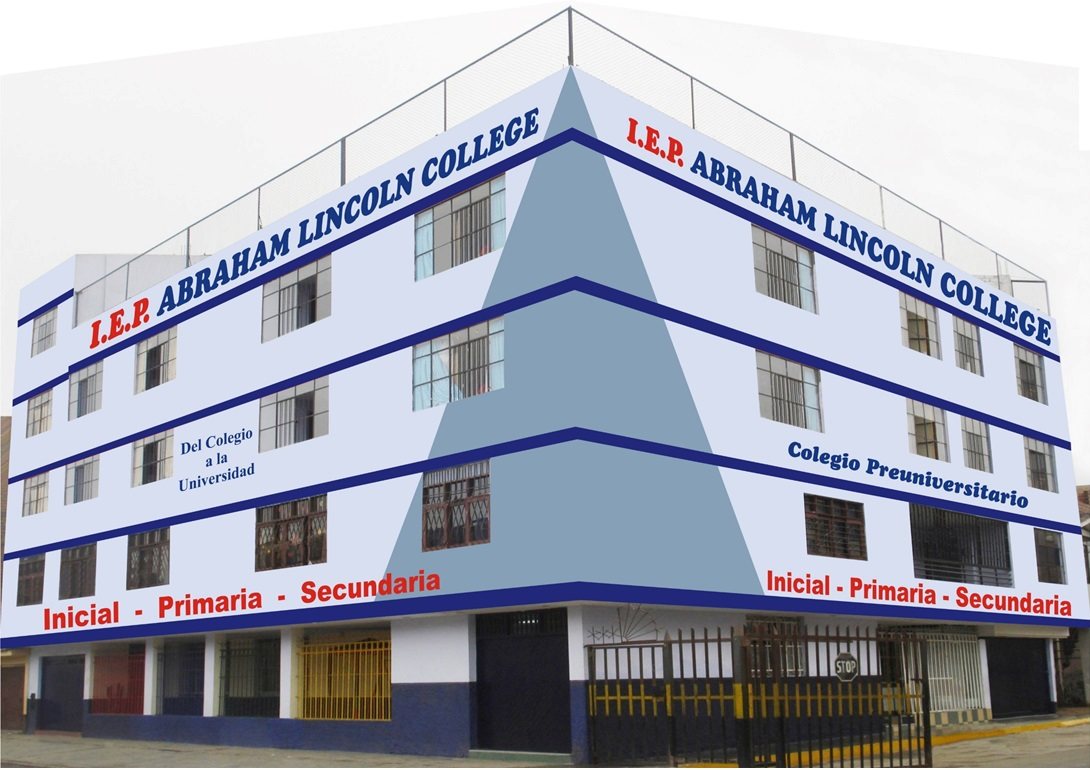 I.E.P. ABRAHAM LINCOLN COLLEGE
Del Colegio
a la
Universidad
Inicial - Primaria - Secundaria
I.E.P. ABRAHAM LINCOLN COLLEGE
Colegio Preuniversitario
Inicial - Primaria - Secundaria
STOP